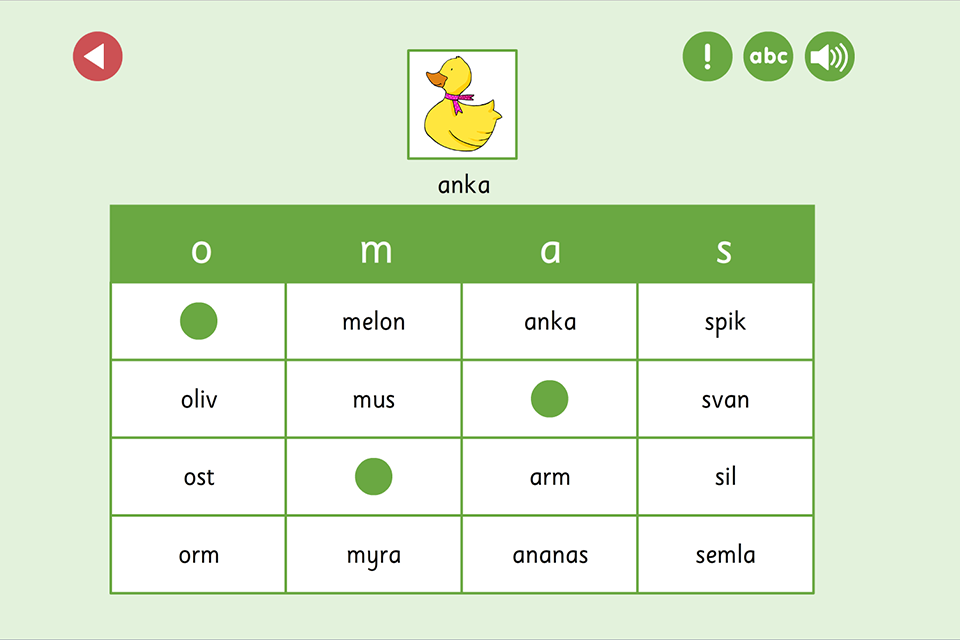 ! abc
anka
o m a s
melon anka spik
oliv mus svan
ost arm sil
orm myra ananas semla